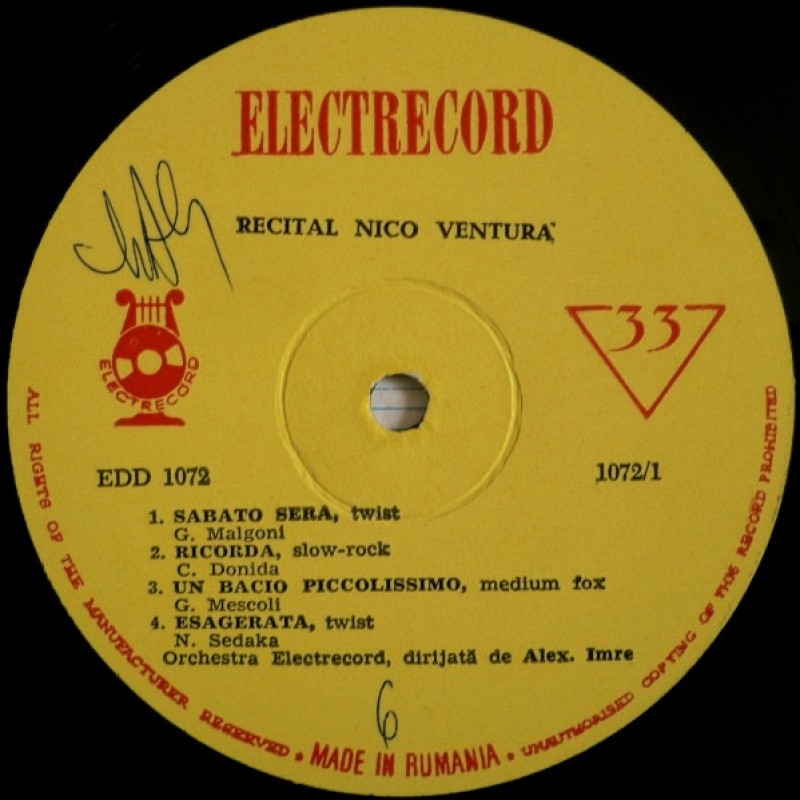 ELECTRECORD
RECITAL NICO VENTURA
ELECTRECORD
33
EDD 1072
1072/1
1. SABATO SERA, twist
G. Malgoni
2. RICORDA, slow-rock
C. Donida
3. UN BACIO PICCOLISSIMO, medium fox
G. Mescoli
4. ESAGERATA, twist
N. Sedaka
Orchestra Electrecord, dirijată de Alex. Imre
6
ALL RIGHTS OF THE MANUFACTURER RESERVED • MADE IN RUMANIA • UNAUTHORISED COPYING OF THIS RECORD PROHIBITED